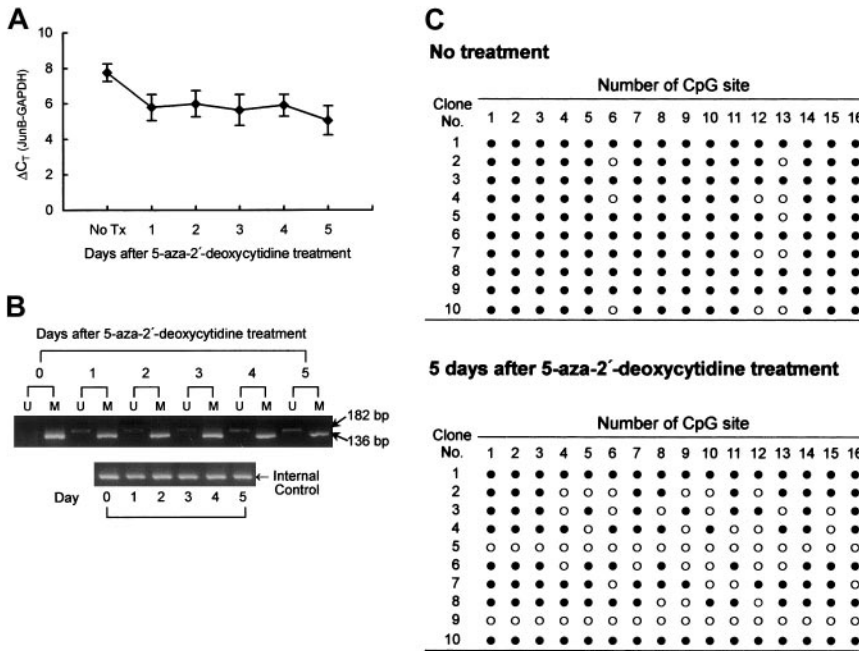 A
10
8
6
4
2
0
ΔCT (JunB-GAPDH)
No Tx 1 2 3 4 5
Days after 5-aza-2´-deoxycytidine treatment
B
Days after 5-aza-2´-deoxycytidine treatment
0 1 2 3 4 5
U M U M U M U M U M U M
182 bp
136 bp
Internal
Control
Day 0 1 2 3 4 5
C
No treatment
Number of CpG site
Clone
No.
1 2 3 4 5 6 7 8 9 10 11 12 13 14 15 16
1
2
3
4
5
6
7
8
9
10
5 days after 5-aza-2´-deoxycytidine treatment
Number of CpG site
Clone
No.
1 2 3 4 5 6 7 8 9 10 11 12 13 14 15 16
1
2
3
4
5
6
7
8
9
10